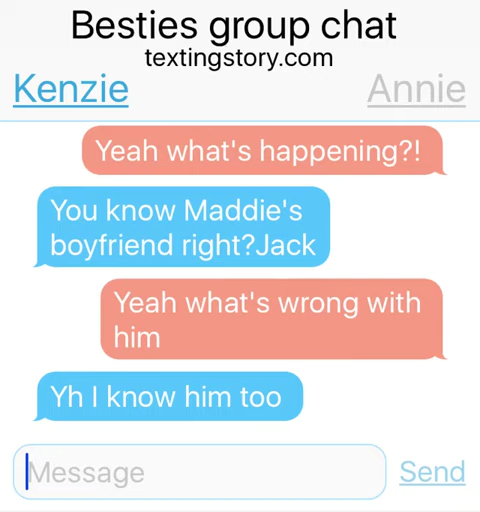 Besties group chat
textingstory.com
Kenzie Annie
Yeah what's happening?!
You know Maddie's
boyfriend right?Jack
Yeah what's wrong with
him
Yh I know him too
Message Send